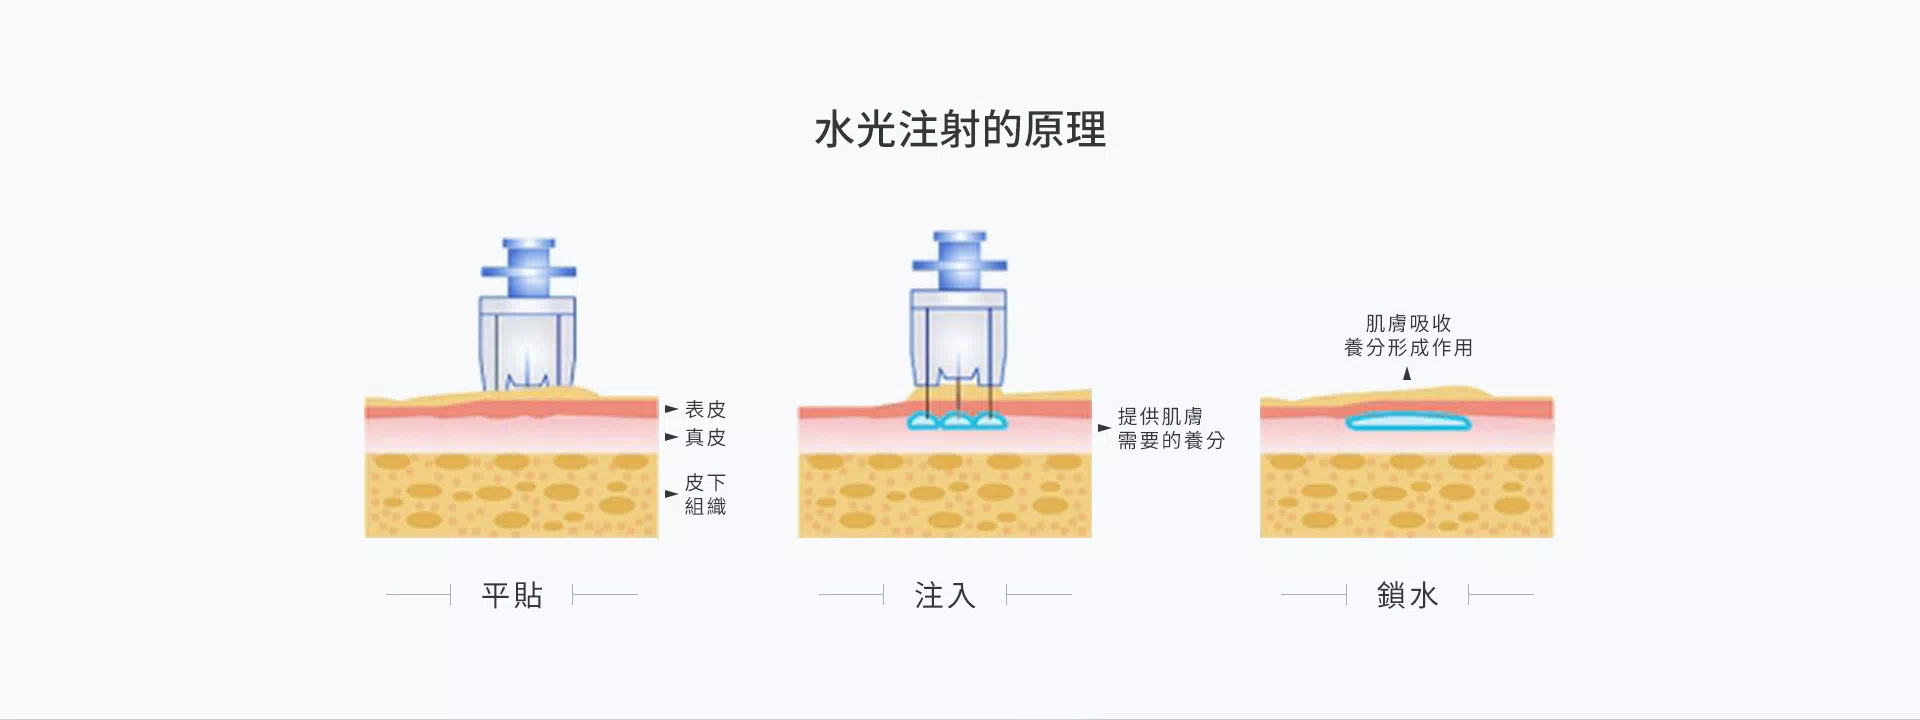 水光注射的原理
表皮
真皮
皮下
組織
平貼
提供肌膚
需要的養分
注入
肌膚吸收
養分形成作用
鎖水